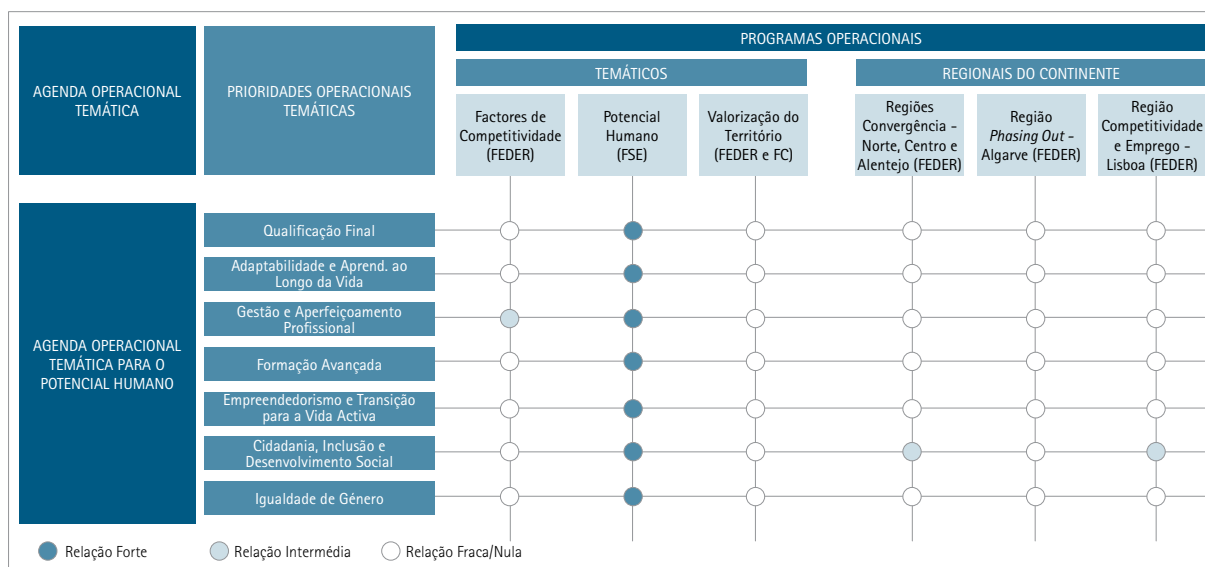 PROGRAMAS OPERACIONAIS
AGENDA OPERACIONAL
TEMÁTICA
PRIORIDADES OPERACIONAIS
TEMÁTICAS
TEMÁTICOS
REGIONAIS DO CONTINENTE
Factores de
Competitividade
(FEDER)
Potencial
Humano
(FSE)
Valorização do
Território
(FEDER e FC)
Regiões
Convergência -
Norte, Centro e
Alentejo (FEDER)
Região
Phasing Out -
Algarve (FEDER)
Região
Competitividade
e Emprego -
Lisboa (FEDER)
AGENDA OPERACIONAL
TEMÁTICA PARA O
POTENCIAL HUMANO
Qualificação Final
Adaptabilidade e Aprend. ao
Longo da Vida
Gestão e Aperfeiçoamento
Profissional
Formação Avançada
Empreendedorismo e Transição
para a Vida Activa
Cidadania, Inclusão e
Desenvolvimento Social
Igualdade de Género
Relação Forte
Relação Intermédia
Relação Fraca/Nula